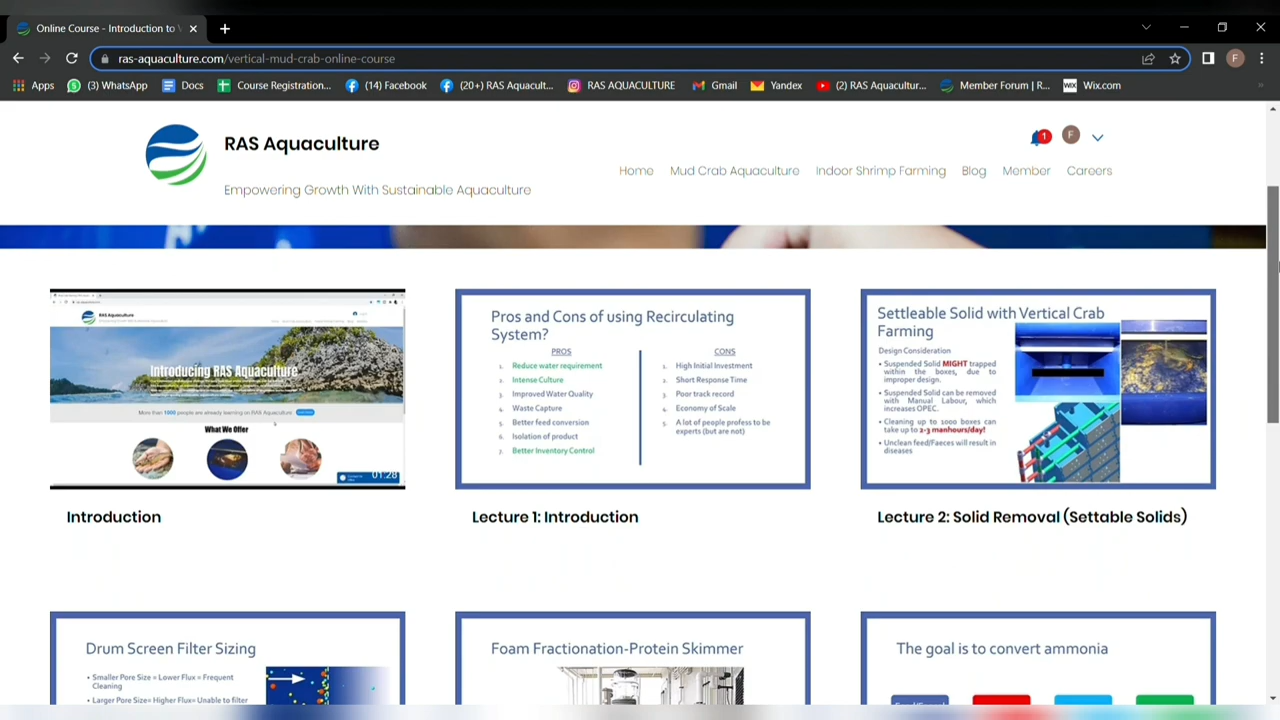 Online Course - Introduction to V
ras-aquaculture.com/vertical-mud-crab-online-course
F
Apps (3) WhatsApp Docs Course Registration... (14) Facebook (20+) RAS Aquacult... RAS AQUACULTURE Gmail Yandex (2) RAS Aquacultur... Member Forum | R... WIX Wix.com
RAS Aquaculture
Empowering Growth With Sustainable Aquaculture
1 F
Home Mud Crab Aquaculture Indoor Shrimp Farming Blog Member Careers
RAS Aquaculture
Introducing RAS Aquaculture
More than 1000 people are already learning on RAS Aquaculture
What We Offer
01:28
Introduction
Pros and Cons of using Recirculating
System?
PROS
1. Reduce water requirement
2. Intense Culture
3. Improved Water Quality
4. Waste Capture
5. Better feed conversion
6. Isolation of product
7. Better Inventory Control
CONS
1. High Initial Investment
2. Short Response Time
3. Poor track record
4. Economy of Scale
5. A lot of people profess to be
experts (but are not)
Lecture 1: Introduction
Settleable Solid with Vertical Crab
Farming
Design Consideration
• Suspended Solid MIGHT trapped
within the boxes, due to
improper design.
• Suspended Solid can be removed
with Manual Labour, which
increases OPEC.
• Cleaning up to 1000 boxes can
take up to 2-3 manhours/day!
• Unclean feed/Faeces will result in
diseases
Lecture 2: Solid Removal (Settable Solids)
Drum Screen Filter Sizing
• Smaller Pore Size = Lower Flux = Frequent
Cleaning
• Larger Pore Size= Higher Flux= Unable to filter
Foam Fractionation-Protein Skimmer
The goal is to convert ammonia